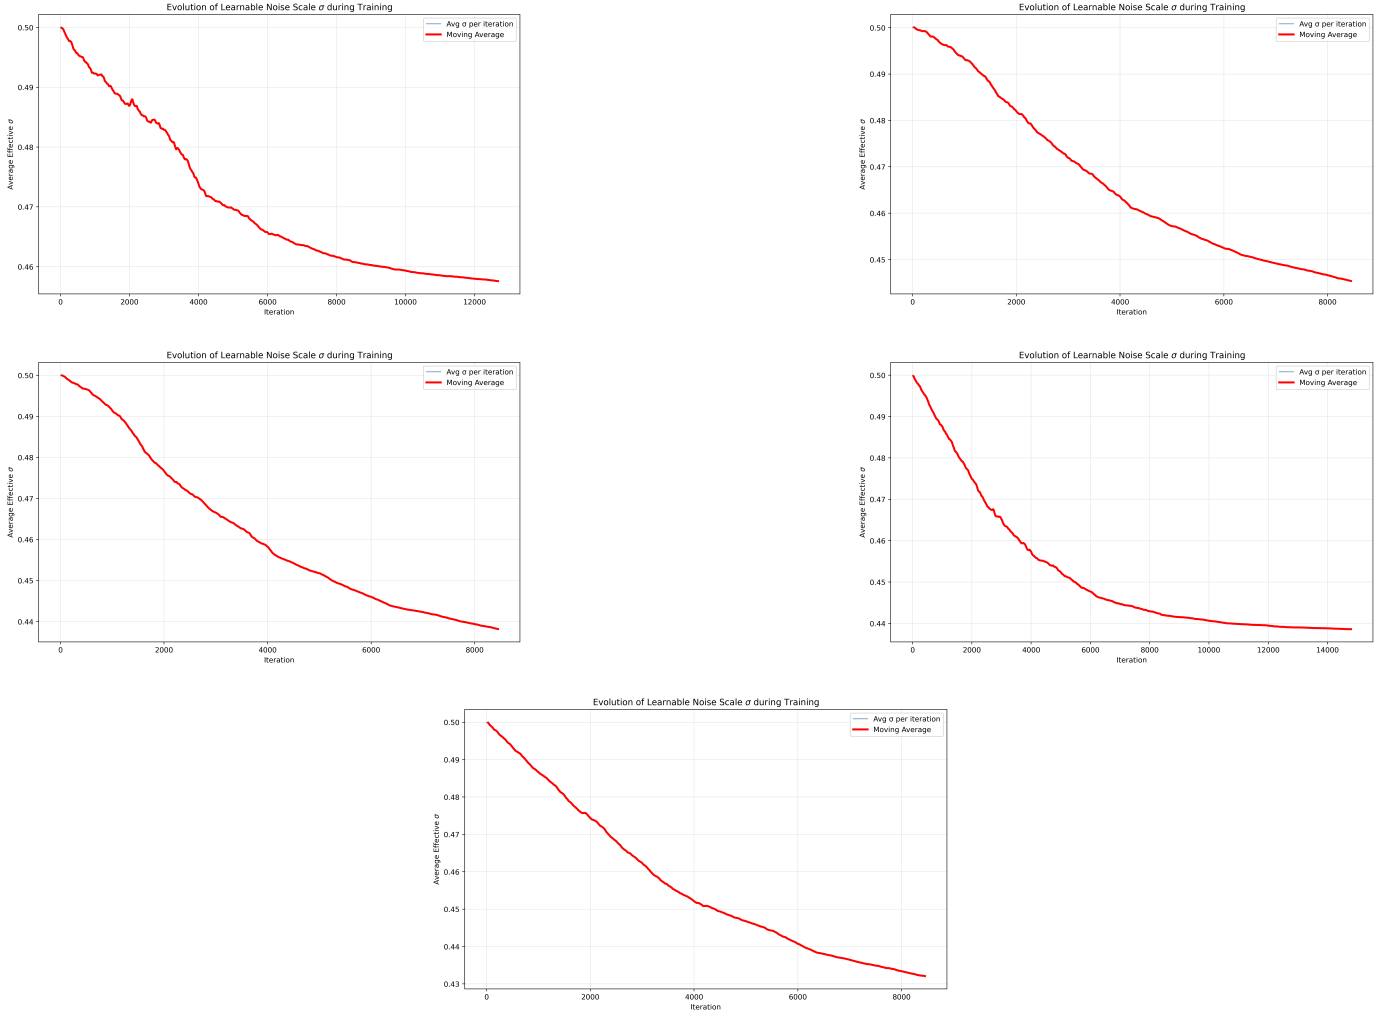 Evolution of Learnable Noise Scale σ during Training
Avg σ per iteration
Moving Average
0.50
0.49
0.48
0.47
0.46
Average Effective σ
0 2000 4000 6000 8000 10000 12000
Iteration
Evolution of Learnable Noise Scale σ during Training
Avg σ per iteration
Moving Average
0.50
0.49
0.48
0.47
0.46
0.45
Average Effective σ
0 2000 4000 6000 8000
Iteration
Evolution of Learnable Noise Scale σ during Training
Avg σ per iteration
Moving Average
0.50
0.49
0.48
0.47
0.46
0.45
0.44
Average Effective σ
0 2000 4000 6000 8000
Iteration
Evolution of Learnable Noise Scale σ during Training
Avg σ per iteration
Moving Average
0.50
0.49
0.48
0.47
0.46
0.45
0.44
Average Effective σ
0 2000 4000 6000 8000 10000 12000 14000
Iteration
Evolution of Learnable Noise Scale σ during Training
Avg σ per iteration
Moving Average
0.50
0.49
0.48
0.47
0.46
0.45
0.44
0.43
Average Effective σ
0 2000 4000 6000 8000
Iteration